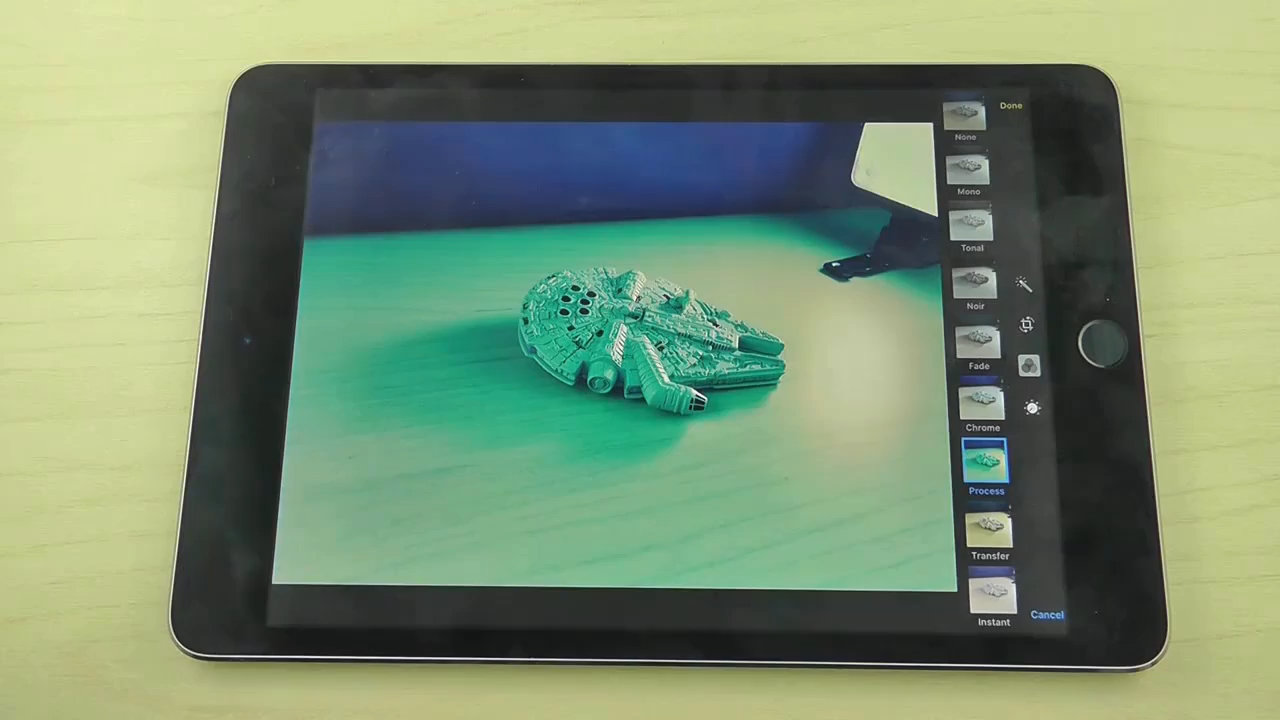 Done
None
Mono
Tonal
Noir
Fade
Chrome
Process
Transfer
Instant
Cancel